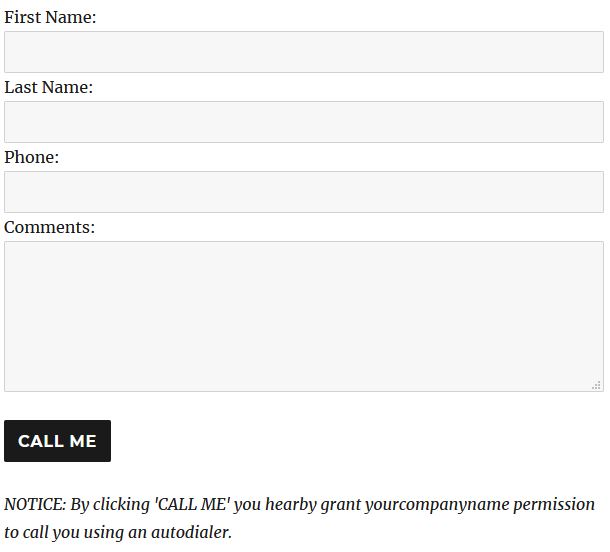 First Name:
Last Name:
Phone:
Comments:
CALL ME
NOTICE: By clicking 'CALL ME' you hearby grant yourcompanyname permission
to call you using an autodialer.